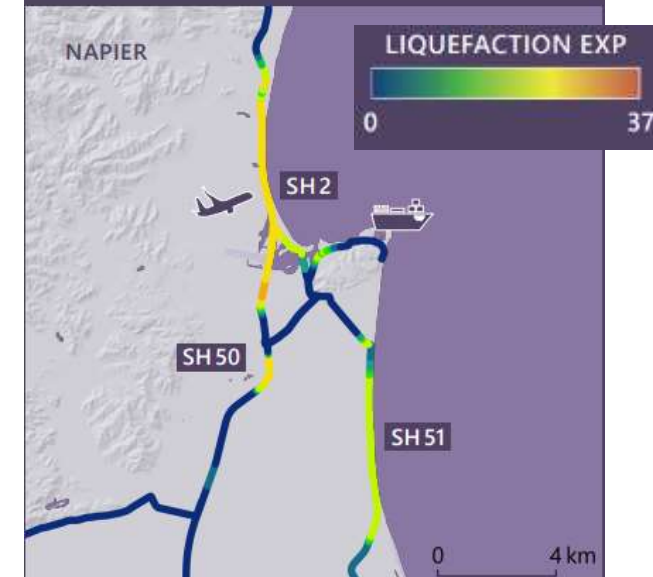 NAPIER
LIQUEFACTION EXP
0 37
SH 2
SH 50
SH 51
0 4 km